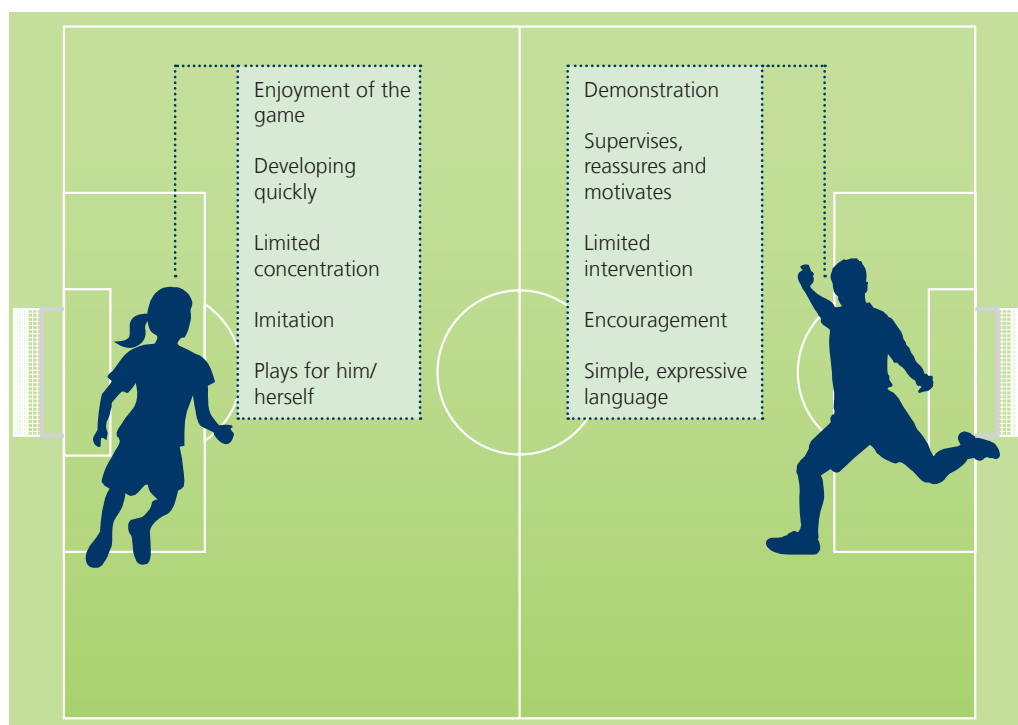 Enjoyment of the
game
Developing
quickly
Limited
concentration
Imitation
Plays for him/
herself
Demonstration
Supervises,
reassures and
motivates
Limited
intervention
Encouragement
Simple, expressive
language